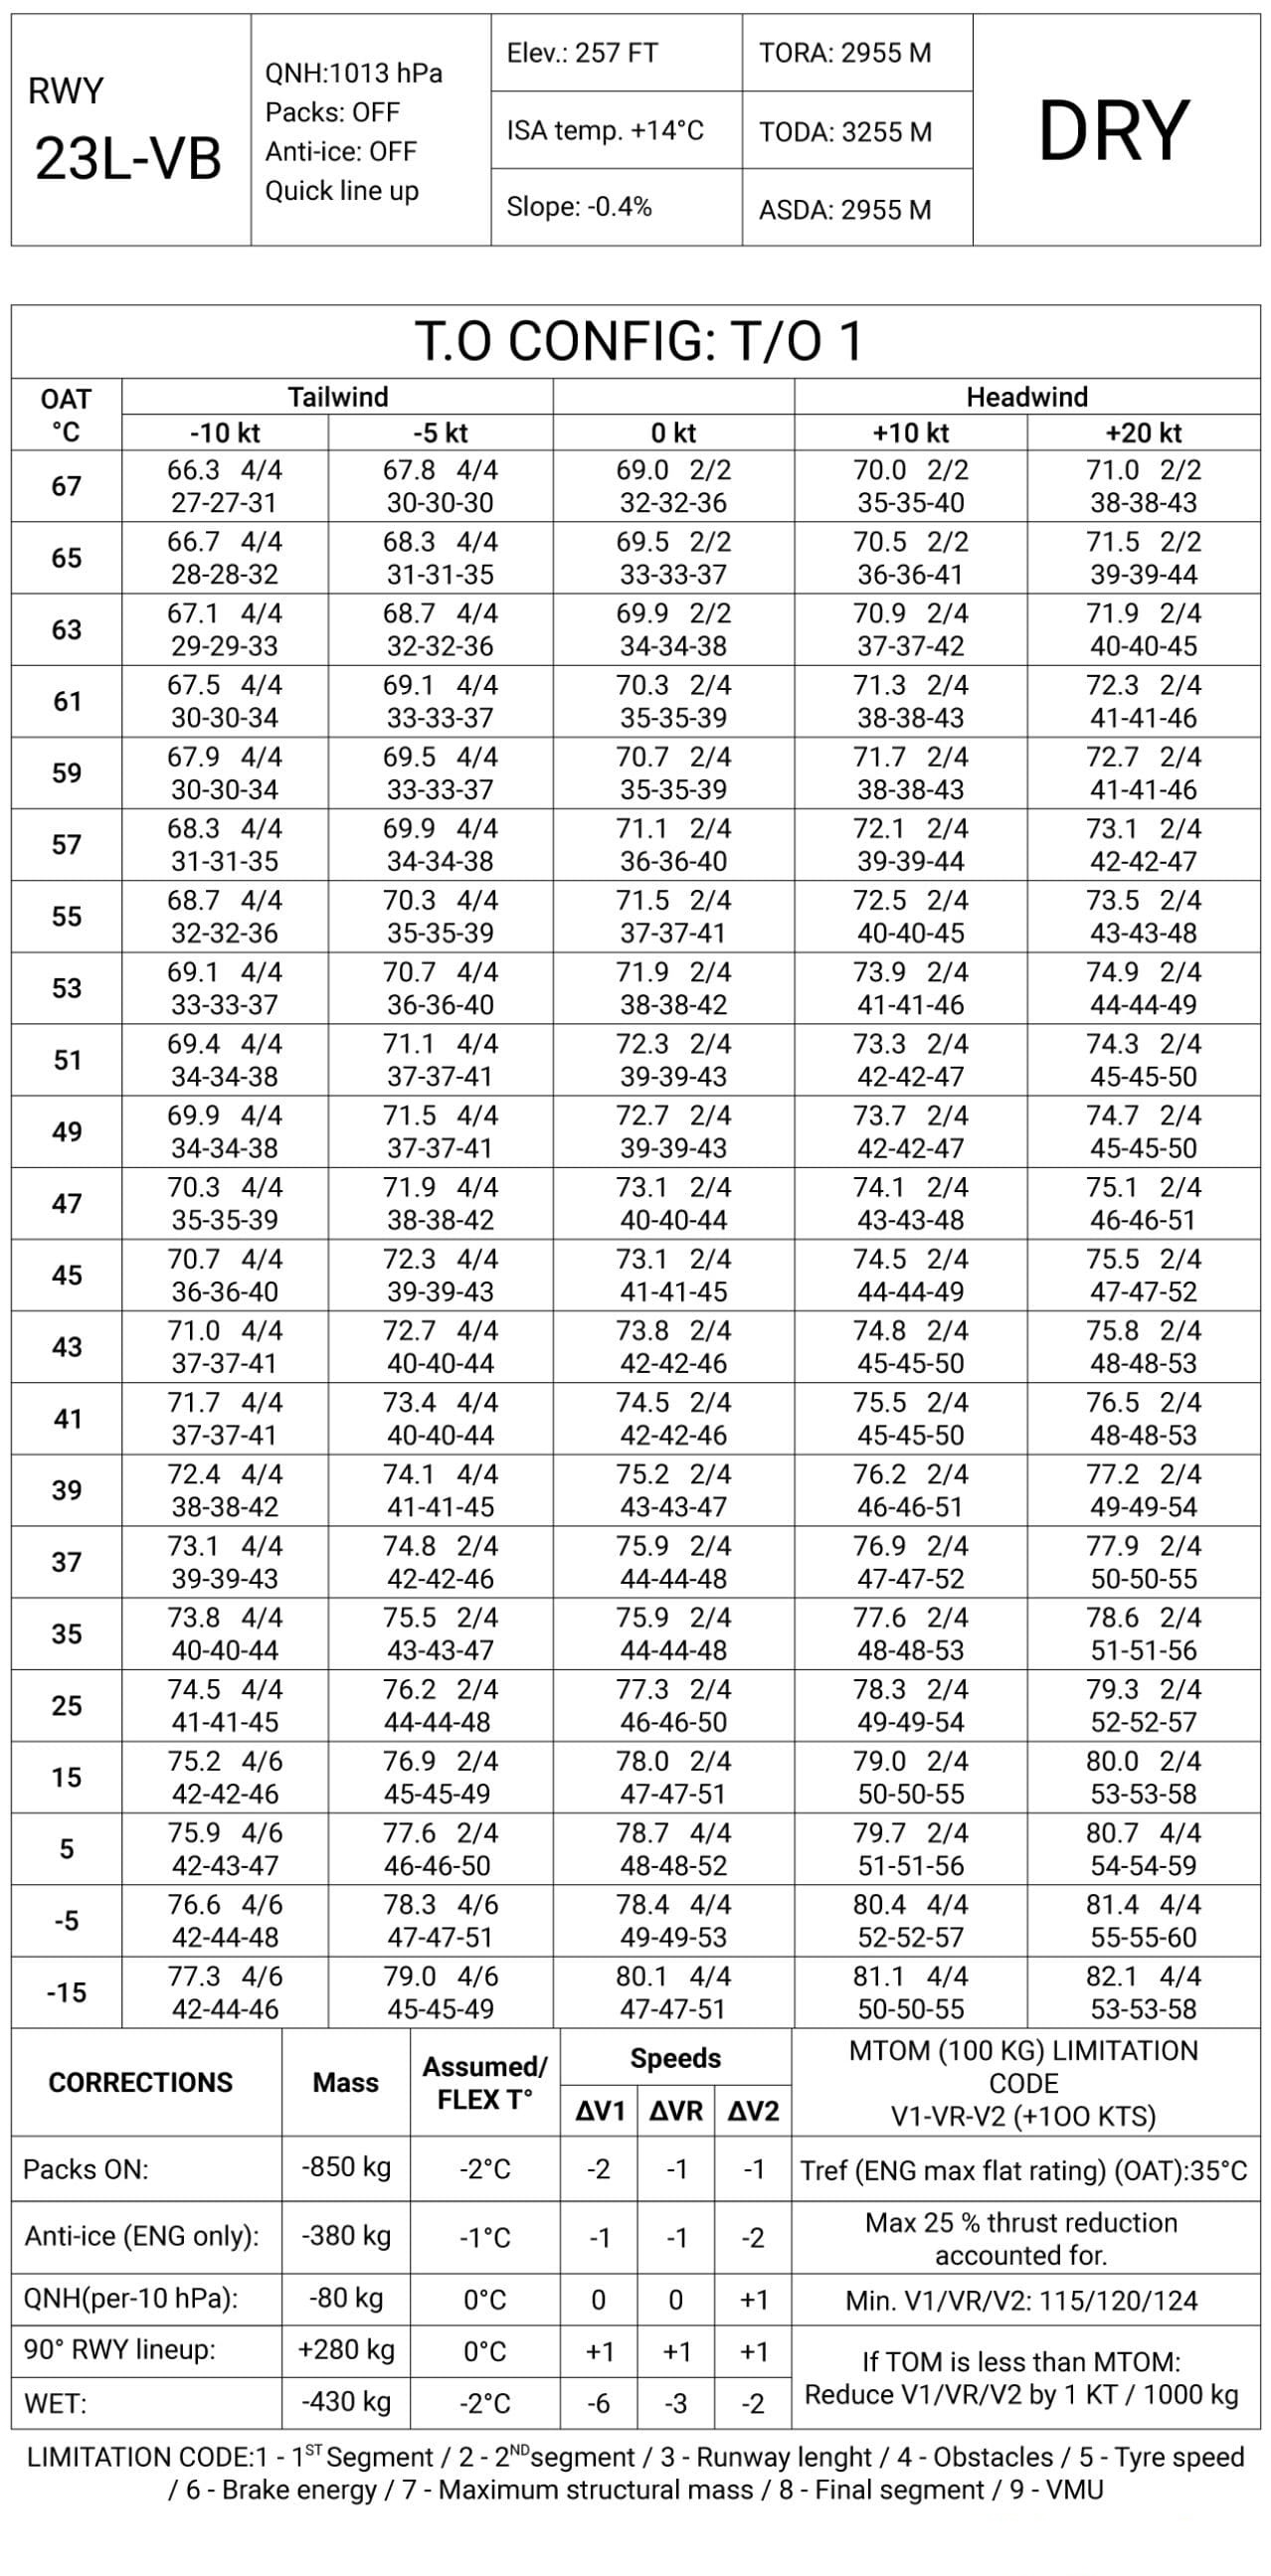 RWY
23L-VB
QNH:1013 hPa
Packs: OFF
Anti-ice: OFF
Quick line up
Elev.: 257 FT
ISA temp. +14°C
Slope: -0.4%
TORA: 2955 M
TODA: 3255 M
ASDA: 2955 M
DRY
T.O CONFIG: T/O 1
OAT °C Tailwind Headwind
-10 kt -5 kt 0 kt +10 kt +20 kt
67 66.3 4/4 67.8 4/4 69.0 2/2 70.0 2/2 71.0 2/2
27-27-31 30-30-30 32-32-36 35-35-40 38-38-43
65 66.7 4/4 68.3 4/4 69.5 2/2 70.5 2/2 71.5 2/2
28-28-32 31-31-35 33-33-37 36-36-41 39-39-44
63 67.1 4/4 68.7 4/4 69.9 2/2 70.9 2/4 71.9 2/4
29-29-33 32-32-36 34-34-38 37-37-42 40-40-45
61 67.5 4/4 69.1 4/4 70.3 2/4 71.3 2/4 72.3 2/4
30-30-34 33-33-37 35-35-39 38-38-43 41-41-46
59 67.9 4/4 69.5 4/4 70.7 2/4 71.7 2/4 72.7 2/4
30-30-34 33-33-37 35-35-39 38-38-43 41-41-46
57 68.3 4/4 69.9 4/4 71.1 2/4 72.1 2/4 73.1 2/4
31-31-35 34-34-38 36-36-40 39-39-44 42-42-47
55 68.7 4/4 70.3 4/4 71.5 2/4 72.5 2/4 73.5 2/4
32-32-36 35-35-39 37-37-41 40-40-45 43-43-48
53 69.1 4/4 70.7 4/4 71.9 2/4 73.9 2/4 74.9 2/4
33-33-37 36-36-40 38-38-42 41-41-46 44-44-49
51 69.4 4/4 71.1 4/4 72.3 2/4 73.3 2/4 74.3 2/4
34-34-38 37-37-41 39-39-43 42-42-47 45-45-50
49 69.9 4/4 71.5 4/4 72.7 2/4 73.7 2/4 74.7 2/4
34-34-38 37-37-41 39-39-43 42-42-47 45-45-50
47 70.3 4/4 71.9 4/4 73.1 2/4 74.1 2/4 75.1 2/4
35-35-39 38-38-42 40-40-44 43-43-48 46-46-51
45 70.7 4/4 72.3 4/4 73.1 2/4 74.5 2/4 75.5 2/4
36-36-40 39-39-43 41-41-45 44-44-49 47-47-52
43 71.0 4/4 72.7 4/4 73.8 2/4 74.8 2/4 75.8 2/4
37-37-41 40-40-44 42-42-46 45-45-50 48-48-53
41 71.7 4/4 73.4 4/4 74.5 2/4 75.5 2/4 76.5 2/4
37-37-41 40-40-44 42-42-46 45-45-50 48-48-53
39 72.4 4/4 74.1 4/4 75.2 2/4 76.2 2/4 77.2 2/4
38-38-42 41-41-45 43-43-47 46-46-51 49-49-54
37 73.1 4/4 74.8 2/4 75.9 2/4 76.9 2/4 77.9 2/4
39-39-43 42-42-46 44-44-48 47-47-52 50-50-55
35 73.8 4/4 75.5 2/4 75.9 2/4 77.6 2/4 78.6 2/4
40-40-44 43-43-47 44-44-48 48-48-53 51-51-56
25 74.5 4/4 76.2 2/4 77.3 2/4 78.3 2/4 79.3 2/4
41-41-45 44-44-48 46-46-50 49-49-54 52-52-57
15 75.2 4/6 76.9 2/4 78.0 2/4 79.0 2/4 80.0 2/4
42-42-46 45-45-49 47-47-51 50-50-55 53-53-58
5 75.9 4/6 77.6 2/4 78.7 4/4 79.7 2/4 80.7 4/4
42-43-47 46-46-50 48-48-52 51-51-56 54-54-59
-5 76.6 4/6 78.3 4/6 78.4 4/4 80.4 4/4 81.4 4/4
42-44-48 47-47-51 49-49-53 52-52-57 55-55-60
-15 77.3 4/6 79.0 4/6 80.1 4/4 81.1 4/4 82.1 4/4
42-44-46 45-45-49 47-47-51 50-50-55 53-53-58
CORRECTIONS Mass Assumed/ FLEX T° Speeds
ΔV1 ΔVR ΔV2
MTOM (100 KG) LIMITATION
CODE
V1-VR-V2 (+1OO KTS)
Packs ON: -850 kg -2°C -2 -1 -1 Tref (ENG max flat rating) (OAT):35°C
Anti-ice (ENG only): -380 kg -1°C -1 -1 -2 Max 25 % thrust reduction
accounted for.
QNH(per-10 hPa): -80 kg 0°C 0 0 +1 Min. V1/VR/V2: 115/120/124
90° RWY lineup: +280 kg 0°C +1 +1 +1
WET: -430 kg -2°C -6 -3 -2
If TOM is less than MTOM:
Reduce V1/VR/V2 by 1 KT / 1000 kg
LIMITATION CODE:1 - 1ST Segment / 2 - 2NDsegment / 3 - Runway lenght / 4 - Obstacles / 5 - Tyre speed
/ 6 - Brake energy / 7 - Maximum structural mass / 8 - Final segment / 9 - VMU